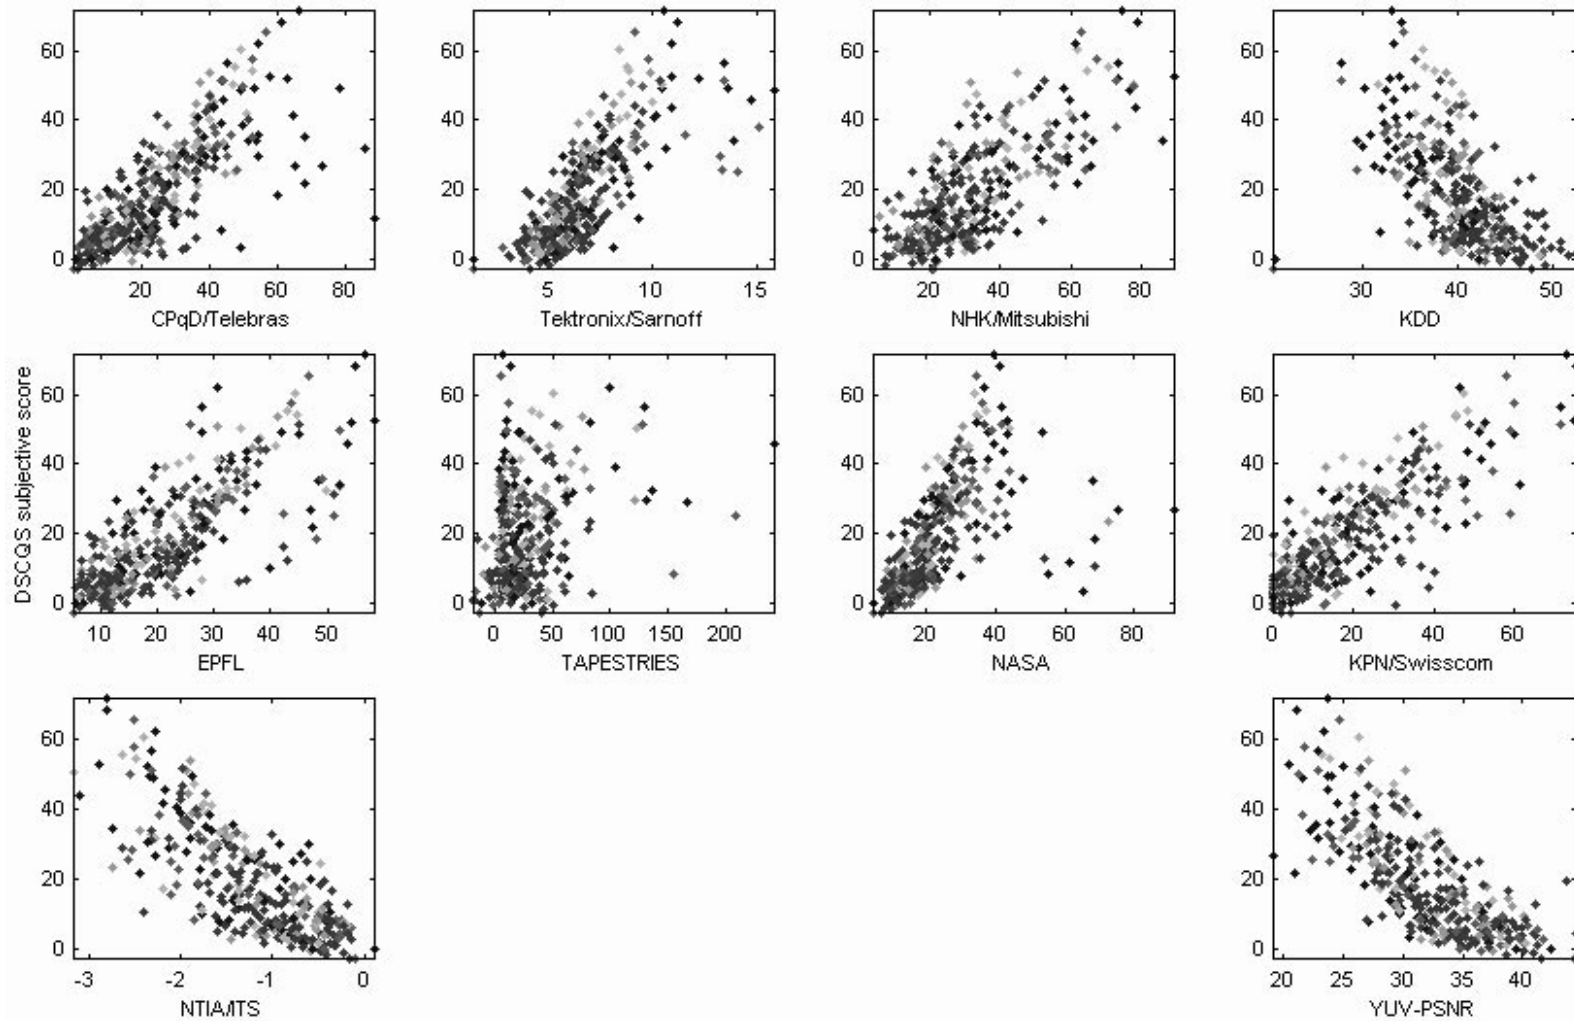 60
40
20
0
20 40 60 80
CPqD/Telebras
60
40
20
0
5 10 15
Tektronix/Sarnoff
60
40
20
0
20 40 60 80
NHK/Mitsubishi
60
40
20
0
30 40 50
KDD
DSCQS subjective score
60
40
20
0
10 20 30 40 50
EPFL
60
40
20
0
0 50 100 150 200
TAPESTRIES
60
40
20
0
20 40 60 80
NASA
60
40
20
0
0 20 40 60
KPN/Swisscom
60
40
20
0
-3 -2 -1 0
NTIA/ITS
60
40
20
0
20 25 30 35 40
YUV-PSNR